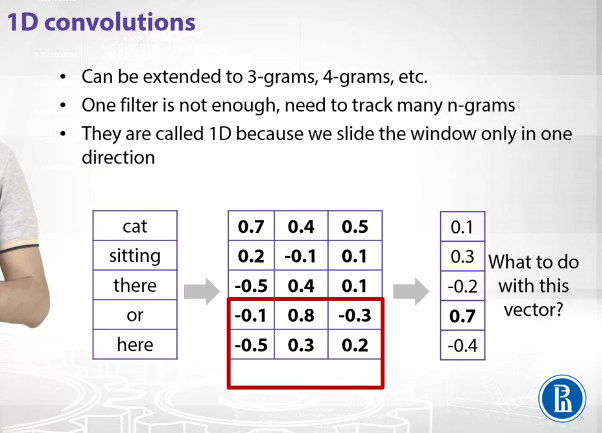 1D convolutions
• Can be extended to 3-grams, 4-grams, etc.
• One filter is not enough, need to track many n-grams
• They are called 1D because we slide the window only in one
direction
cat 0.7 0.4 0.5 0.1
sitting 0.2 -0.1 0.1 0.3
there -0.5 0.4 0.1 -0.2
or -0.1 0.8 -0.3 0.7
here -0.5 0.3 0.2 -0.4
What to do
with this
vector?